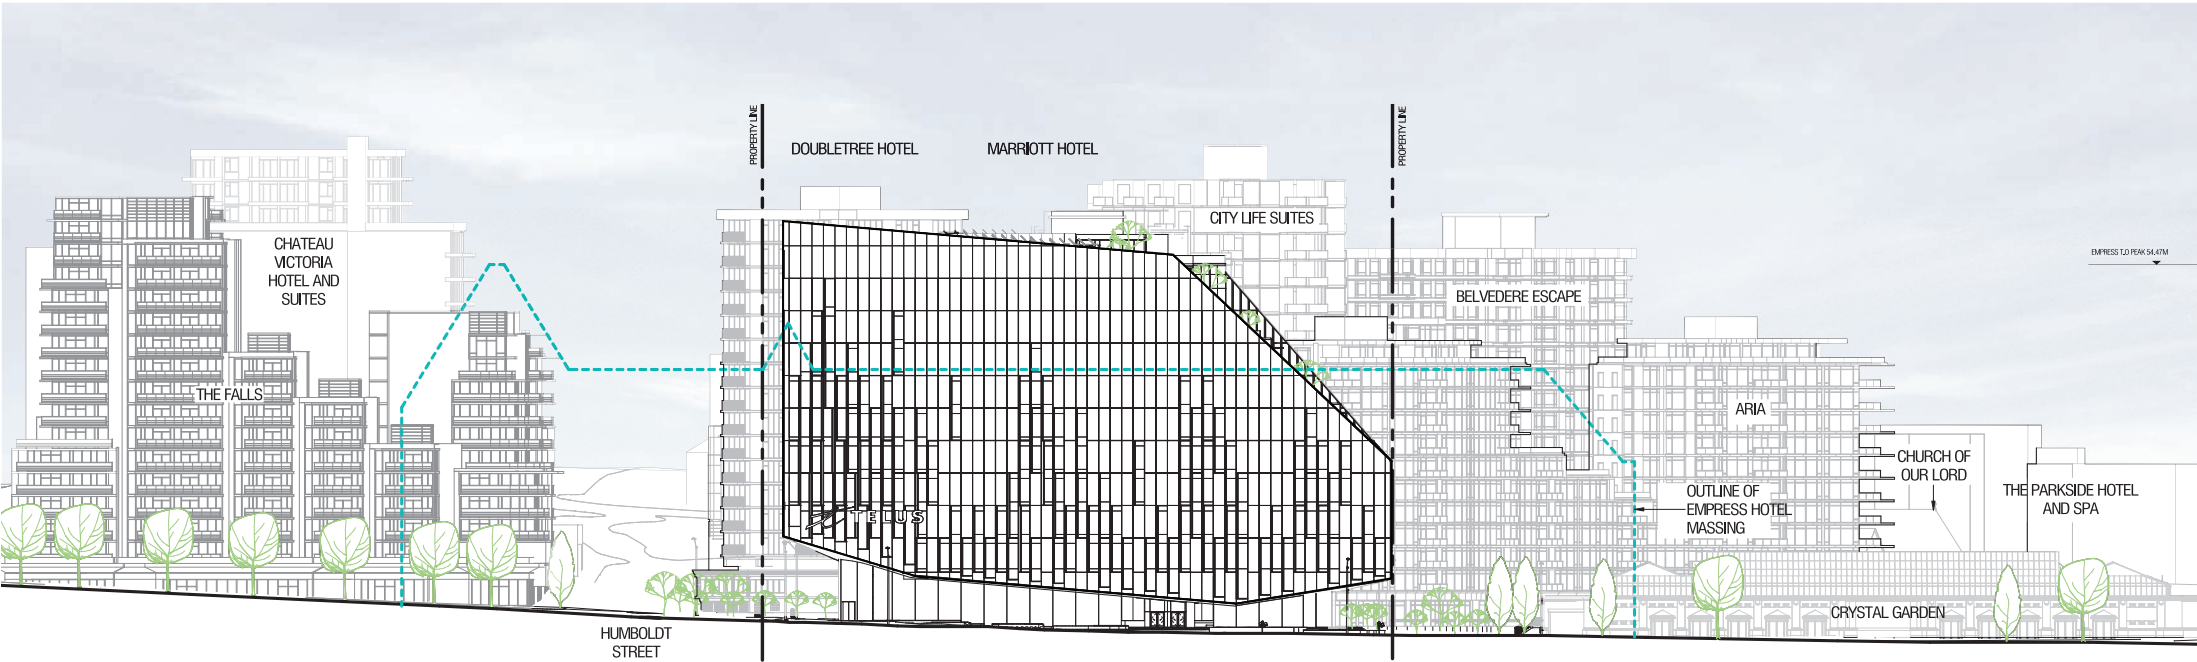 PROPERTY LINE
DOUBLETREE HOTEL
MARRIOTT HOTEL
PROPERTY LINE
CITY LIFE SUITES
CHATEAU
VICTORIA
HOTEL AND
SUITES
EMPRESS T.O PEAK 54.47M
BELVEDERE ESCAPE
THE FALLS
ARIA
CHURCH OF
OUR LORD
OUTLINE OF
EMPRESS HOTEL
MASSING
THE PARKSIDE HOTEL
AND SPA
TELUS
CRYSTAL GARDEN
HUMBOLDT
STREET